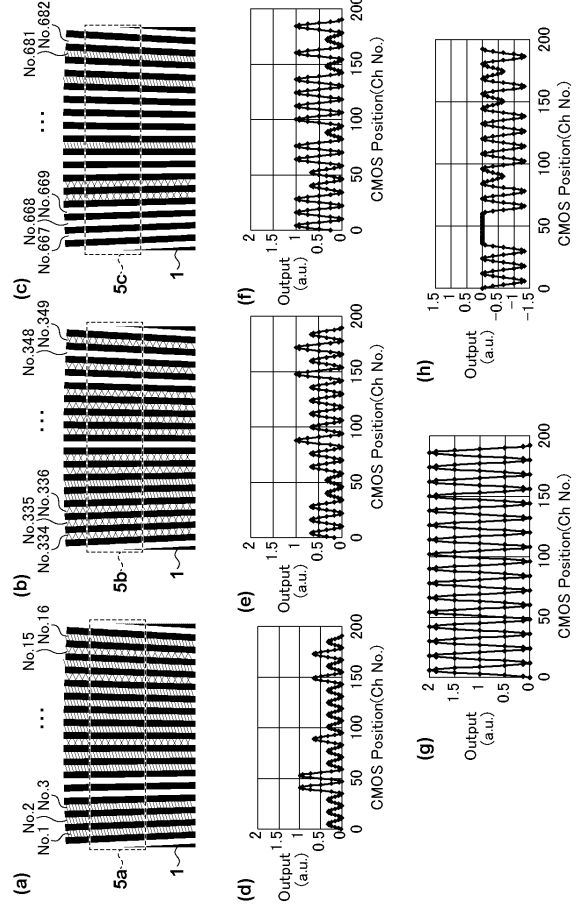 (a)
No.1
No.2
No.3
...
No.15
No.16
5a
1
(b)
No.334
No.335
No.336
...
No.348
No.349
5b
1
(c)
No.667
No.668
No.669
...
No.681
No.682
5c
1
(d)
Output
(a.u.)
2
1.5
1
0.5
0
0
50
100
150
200
CMOS Position(Ch No.)
(e)
Output
(a.u.)
2
1.5
1
0.5
0
0
50
100
150
200
CMOS Position(Ch No.)
(f)
Output
(a.u.)
2
1.5
1
0.5
0
0
50
100
150
200
CMOS Position(Ch No.)
(g)
Output
(a.u.)
2
1.5
1
0.5
0
0
50
100
150
200
CMOS Position(Ch No.)
(h)
Output
(a.u.)
1.5
1
0.5
0
−0.5
−1
−1.5
0
50
100
150
200
CMOS Position(Ch No.)